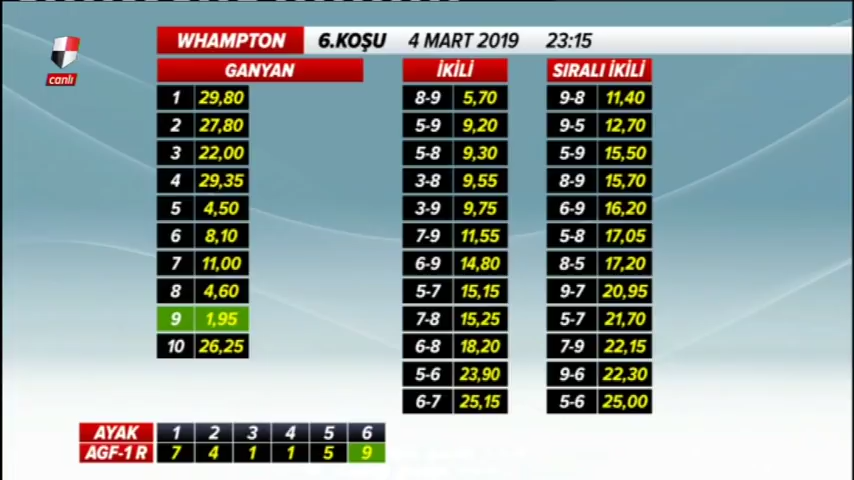 WHAMPTON 6.KOŞU 4 MART 2019 23:15
canlı
GANYAN İKİLİ SIRALI İKİLİ
1 29,80 8-9 5,70 9-8 11,40
2 27,80 5-9 9,20 9-5 12,70
3 22,00 5-8 9,30 5-9 15,50
4 29,35 3-8 9,55 8-9 15,70
5 4,50 3-9 9,75 6-9 16,20
6 8,10 7-9 11,55 5-8 17,05
7 11,00 6-9 14,80 8-5 17,20
8 4,60 5-7 15,15 9-7 20,95
9 1,95 7-8 15,25 5-7 21,70
10 26,25 6-8 18,20 7-9 22,15
5-6 23,90 9-6 22,30
6-7 25,15 5-6 25,00
AYAK 1 2 3 4 5 6
AGF-1 R 7 4 1 1 5 9